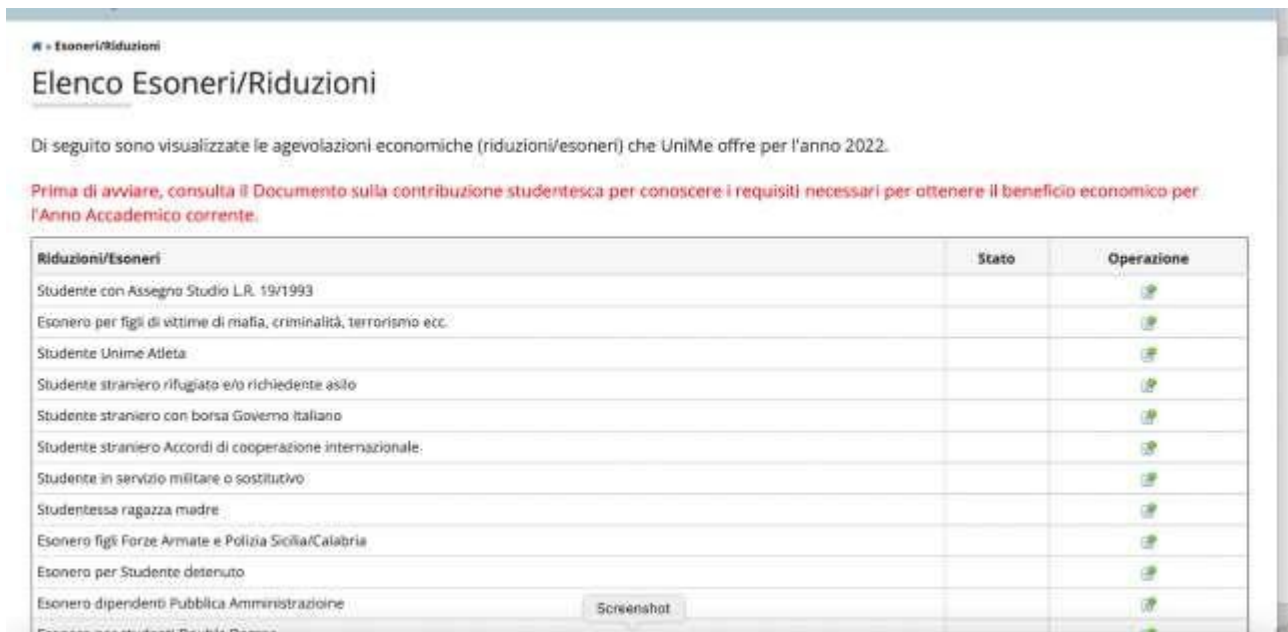 » Esoneri/Riduzioni
Elenco Esoneri/Riduzioni
Di seguito sono visualizzate le agevolazioni economiche (riduzioni/esoneri) che UniMe offre per l'anno 2022.
Prima di avviare, consulta il Documento sulla contribuzione studentesca per conoscere i requisiti necessari per ottenere il beneficio economico per
l'Anno Accademico corrente.
Riduzioni/Esoneri Stato Operazione
Studente con Assegno Studio L.R. 19/1993
Esonero per figli di vittime di mafia, criminalità, terrorismo ecc.
Studente Unime Atleta
Studente straniero rifugiato e/o richiedente asilo
Studente straniero con borsa Governo Italiano
Studente straniero Accordi di cooperazione internazionale.
Studente in servizio militare o sostitutivo
Studentessa ragazza madre
Esonero figli Forze Armate e Polizia Sicilia/Calabria
Esonero per Studente detenuto
Esonero dipendenti Pubblica Amministrazioine
Screenshot